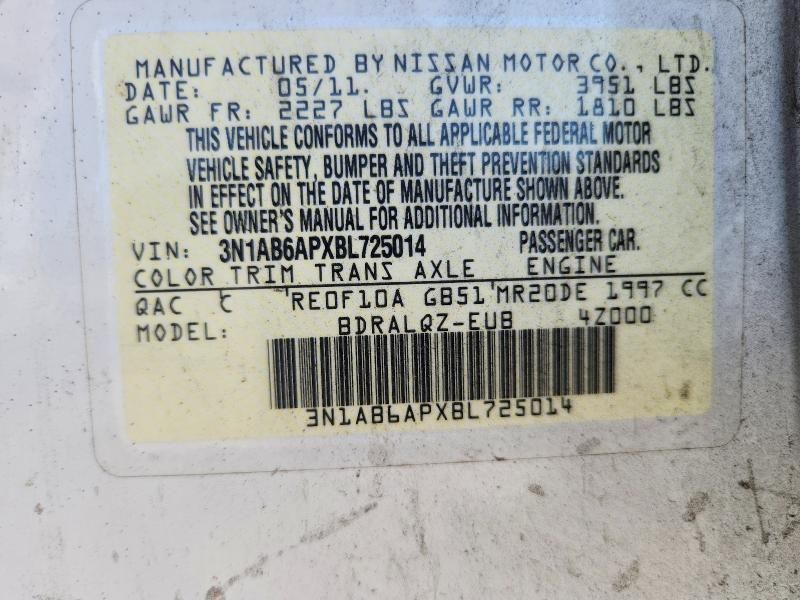 MANUFACTURED BY NISSAN MOTOR CO., LTD.
DATE: 05/11. GVWR: 3951 LBS
GAWR FR: 2227 LBS GAWR RR: 1810 LBS
THIS VEHICLE CONFORMS TO ALL APPLICABLE FEDERAL MOTOR
VEHICLE SAFETY, BUMPER AND THEFT PREVENTION STANDARDS
IN EFFECT ON THE DATE OF MANUFACTURE SHOWN ABOVE.
SEE OWNER'S MANUAL FOR ADDITIONAL INFORMATION.
VIN: 3N1AB6APXBL725014 PASSENGER CAR.
COLOR TRIM TRANS AXLE ENGINE
QAC C RE0F10A GB51 MR20DE 1997 CC
MODEL: BDRALQZ-EUB 4Z000
3N1AB6APXBL725014